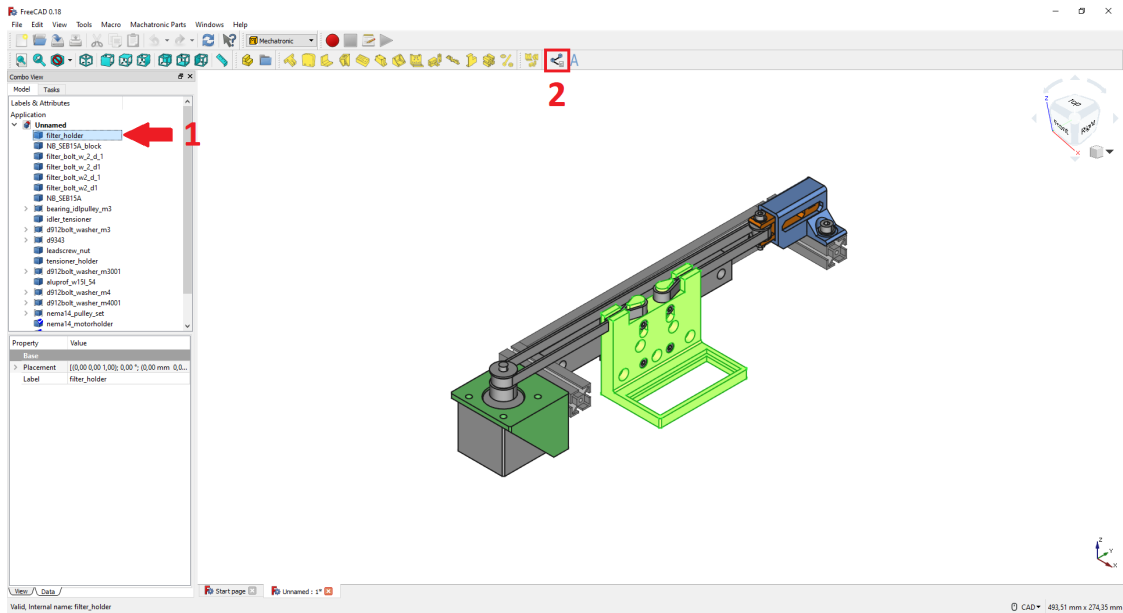 FreeCAD 0.18
File Edit View Tools Macro Machatronic Parts Windows Help
Mechatronic
Combo View
Model Tasks
Labels & Attributes
Application
Unnamed
filter_holder
1
2
NB_SEB15A_block
filter_bolt_w_2_d_1
filter_bolt_w_2_d1
filter_bolt_w2_d_1
filter_bolt_w2_d1
NB_SEB15A
bearing_idlpulley_m3
idler_tensioner
d912bolt_washer_m3
d9343
leadscrew_nut
tensioner_holder
d912bolt_washer_m3001
aluprof_w15l_54
d912bolt_washer_m4
d912bolt_washer_m4001
nema14_pulley_set
nema14_motorholder
Property Value
Base
Placement [(0,00 0,00 1,00); 0,00 °; (0,00 mm 0,0...
Label filter_holder
Top
Front
Right
Z
X
Z
Y
X
View Data
Start page
Unnamed : 1*
Valid, Internal name: filter_holder
CAD
493,51 mm x 274,35 mm